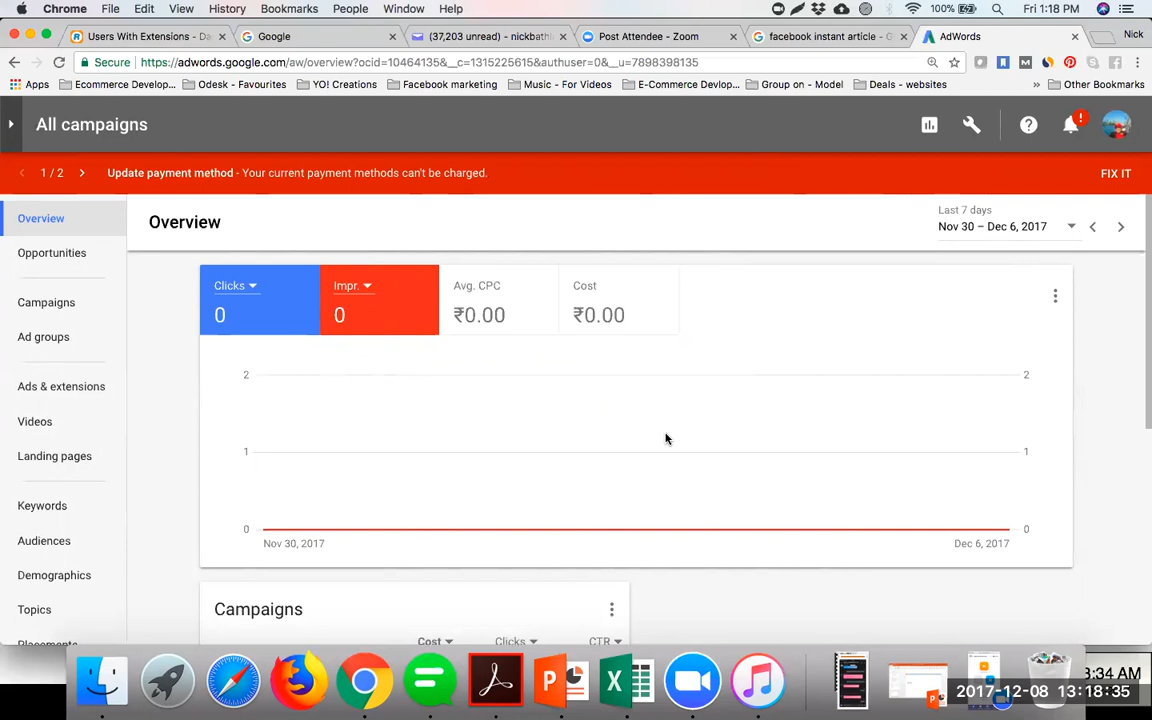 Chrome File Edit View History Bookmarks People Window Help 100% Fri 1:18 PM
Users With Extensions - Da Google (37,203 unread) - nickbathl Post Attendee - Zoom facebook instant article - G AdWords Nick
Secure https://adwords.google.com/aw/overview?ocid=10464135&__c=1315225615&authuser=0&__u=7898398135
Apps Ecommerce Develop... Odesk - Favourites YO! Creations Facebook marketing Music - For Videos E-Commerce Devlop... Group on - Model Deals - websites » Other Bookmarks
All campaigns
1 / 2 Update payment method - Your current payment methods can't be charged. FIX IT
Overview
Opportunities
Campaigns
Ad groups
Ads & extensions
Videos
Landing pages
Keywords
Audiences
Demographics
Topics
Placements
Overview
Last 7 days
Nov 30 – Dec 6, 2017
Clicks Impr. Avg. CPC Cost
0 0 ₹0.00 ₹0.00
2 2
1 1
0 0
Nov 30, 2017 Dec 6, 2017
Campaigns
Cost Clicks CTR
3:34 AM
2017-12-08 13:18:35